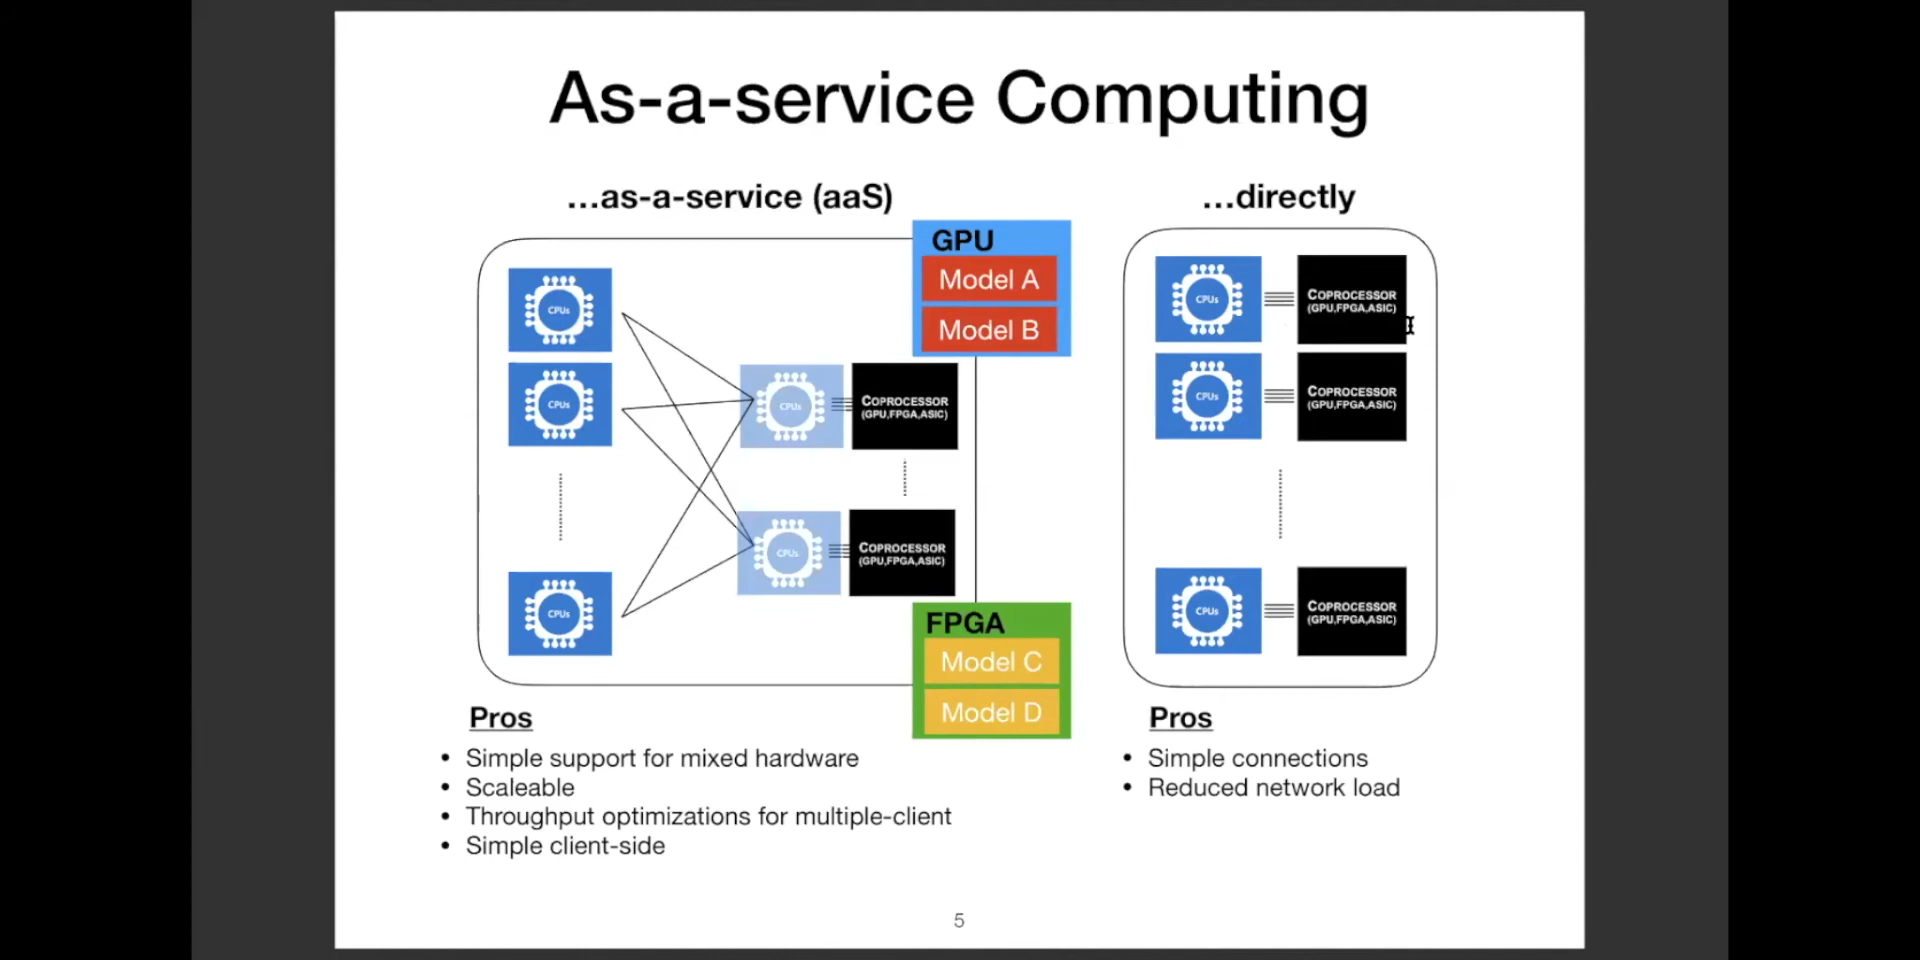 As-a-service Computing
...as-a-service (aaS)
GPU
Model A
Model B
CPUs
CPUs
CPUs
COPROCESSOR
(GPU,FPGA,ASIC)
CPUs
COPROCESSOR
(GPU,FPGA,ASIC)
CPUs
FPGA
Model C
Model D
Pros
• Simple support for mixed hardware
• Scaleable
• Throughput optimizations for multiple-client
• Simple client-side
...directly
CPUs
COPROCESSOR
(GPU,FPGA,ASIC)
CPUs
COPROCESSOR
(GPU,FPGA,ASIC)
CPUs
COPROCESSOR
(GPU,FPGA,ASIC)
Pros
• Simple connections
• Reduced network load
5